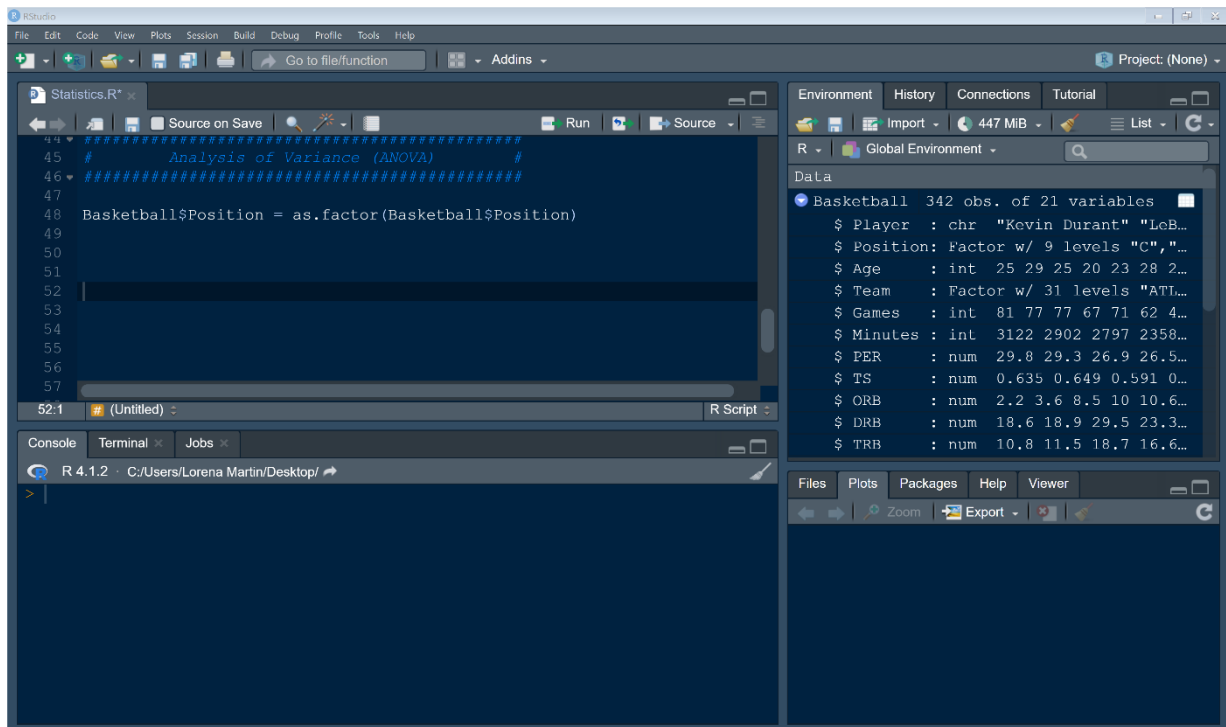 RStudio
File Edit Code View Plots Session Build Debug Profile Tools Help
Go to file/function Addins Project: (None)
Statistics.R*
Source on Save Run Source
44 ##############################################
45 # Analysis of Variance (ANOVA) #
46 ##############################################
47
48 Basketball$Position = as.factor(Basketball$Position)
49
50
51
52
53
54
55
56
57
52:1 # (Untitled) R Script
Console Terminal Jobs
R 4.1.2 · C:/Users/Lorena Martin/Desktop/
>
Environment History Connections Tutorial
Import 447 MiB List
R Global Environment
Data
Basketball 342 obs. of 21 variables
$ Player : chr "Kevin Durant" "LeB…
$ Position: Factor w/ 9 levels "C","…
$ Age : int 25 29 25 20 23 28 2…
$ Team : Factor w/ 31 levels "ATL…
$ Games : int 81 77 77 67 71 62 4…
$ Minutes : int 3122 2902 2797 2358…
$ PER : num 29.8 29.3 26.9 26.5…
$ TS : num 0.635 0.649 0.591 0…
$ ORB : num 2.2 3.6 8.5 10 10.6…
$ DRB : num 18.6 18.9 29.5 23.3…
$ TRB : num 10.8 11.5 18.7 16.6…
Files Plots Packages Help Viewer
Zoom Export